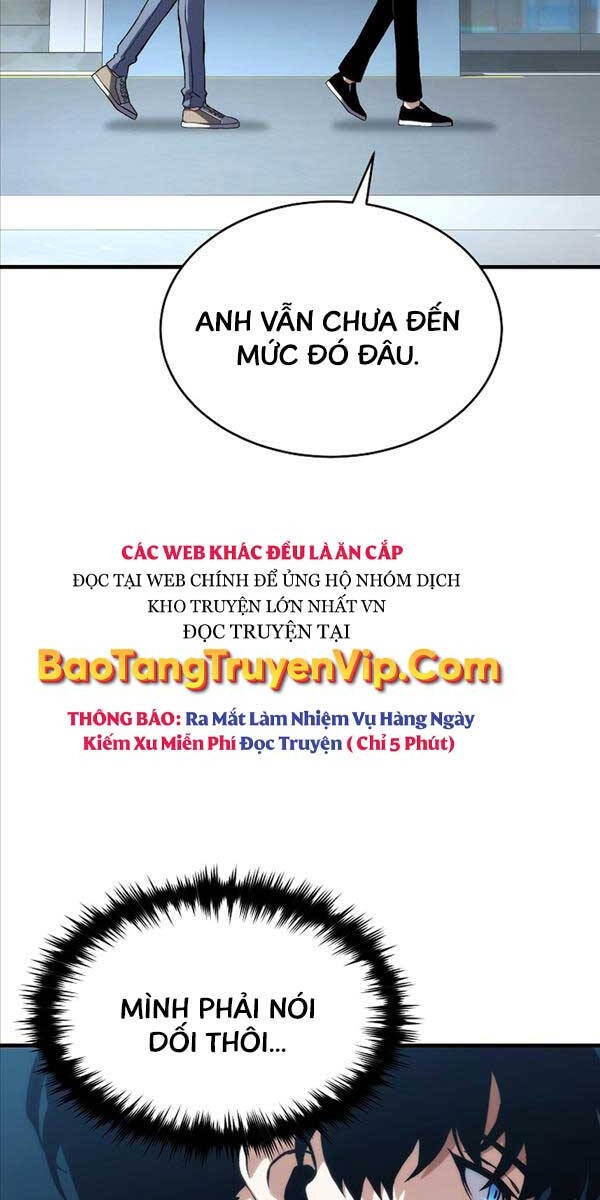 ANH VẪN CHƯA ĐẾN
MỨC ĐÓ ĐÂU.
CÁC WEB KHÁC ĐỀU LÀ ĂN CẮP
ĐỌC TẠI WEB CHÍNH ĐỂ ỦNG HỘ NHÓM DỊCH
KHO TRUYỆN LỚN NHẤT VN
ĐỌC TRUYỆN TẠI
BaoTangTruyenVip.Com
THÔNG BÁO: Ra Mắt Làm Nhiệm Vụ Hàng Ngày
Kiếm Xu Miễn Phí Đọc Truyện ( Chỉ 5 Phút)
MÌNH PHẢI NÓI
DỐI THÔI...